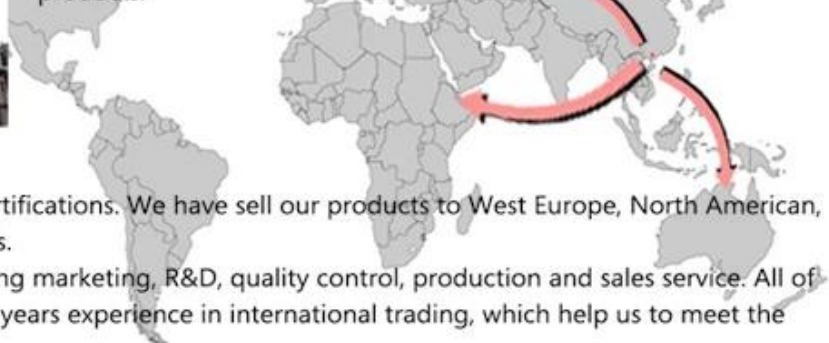 rtifications. We have sell our products to West Europe, North American,
s.
ng marketing, R&D, quality control, production and sales service. All of
years experience in international trading, which help us to meet the